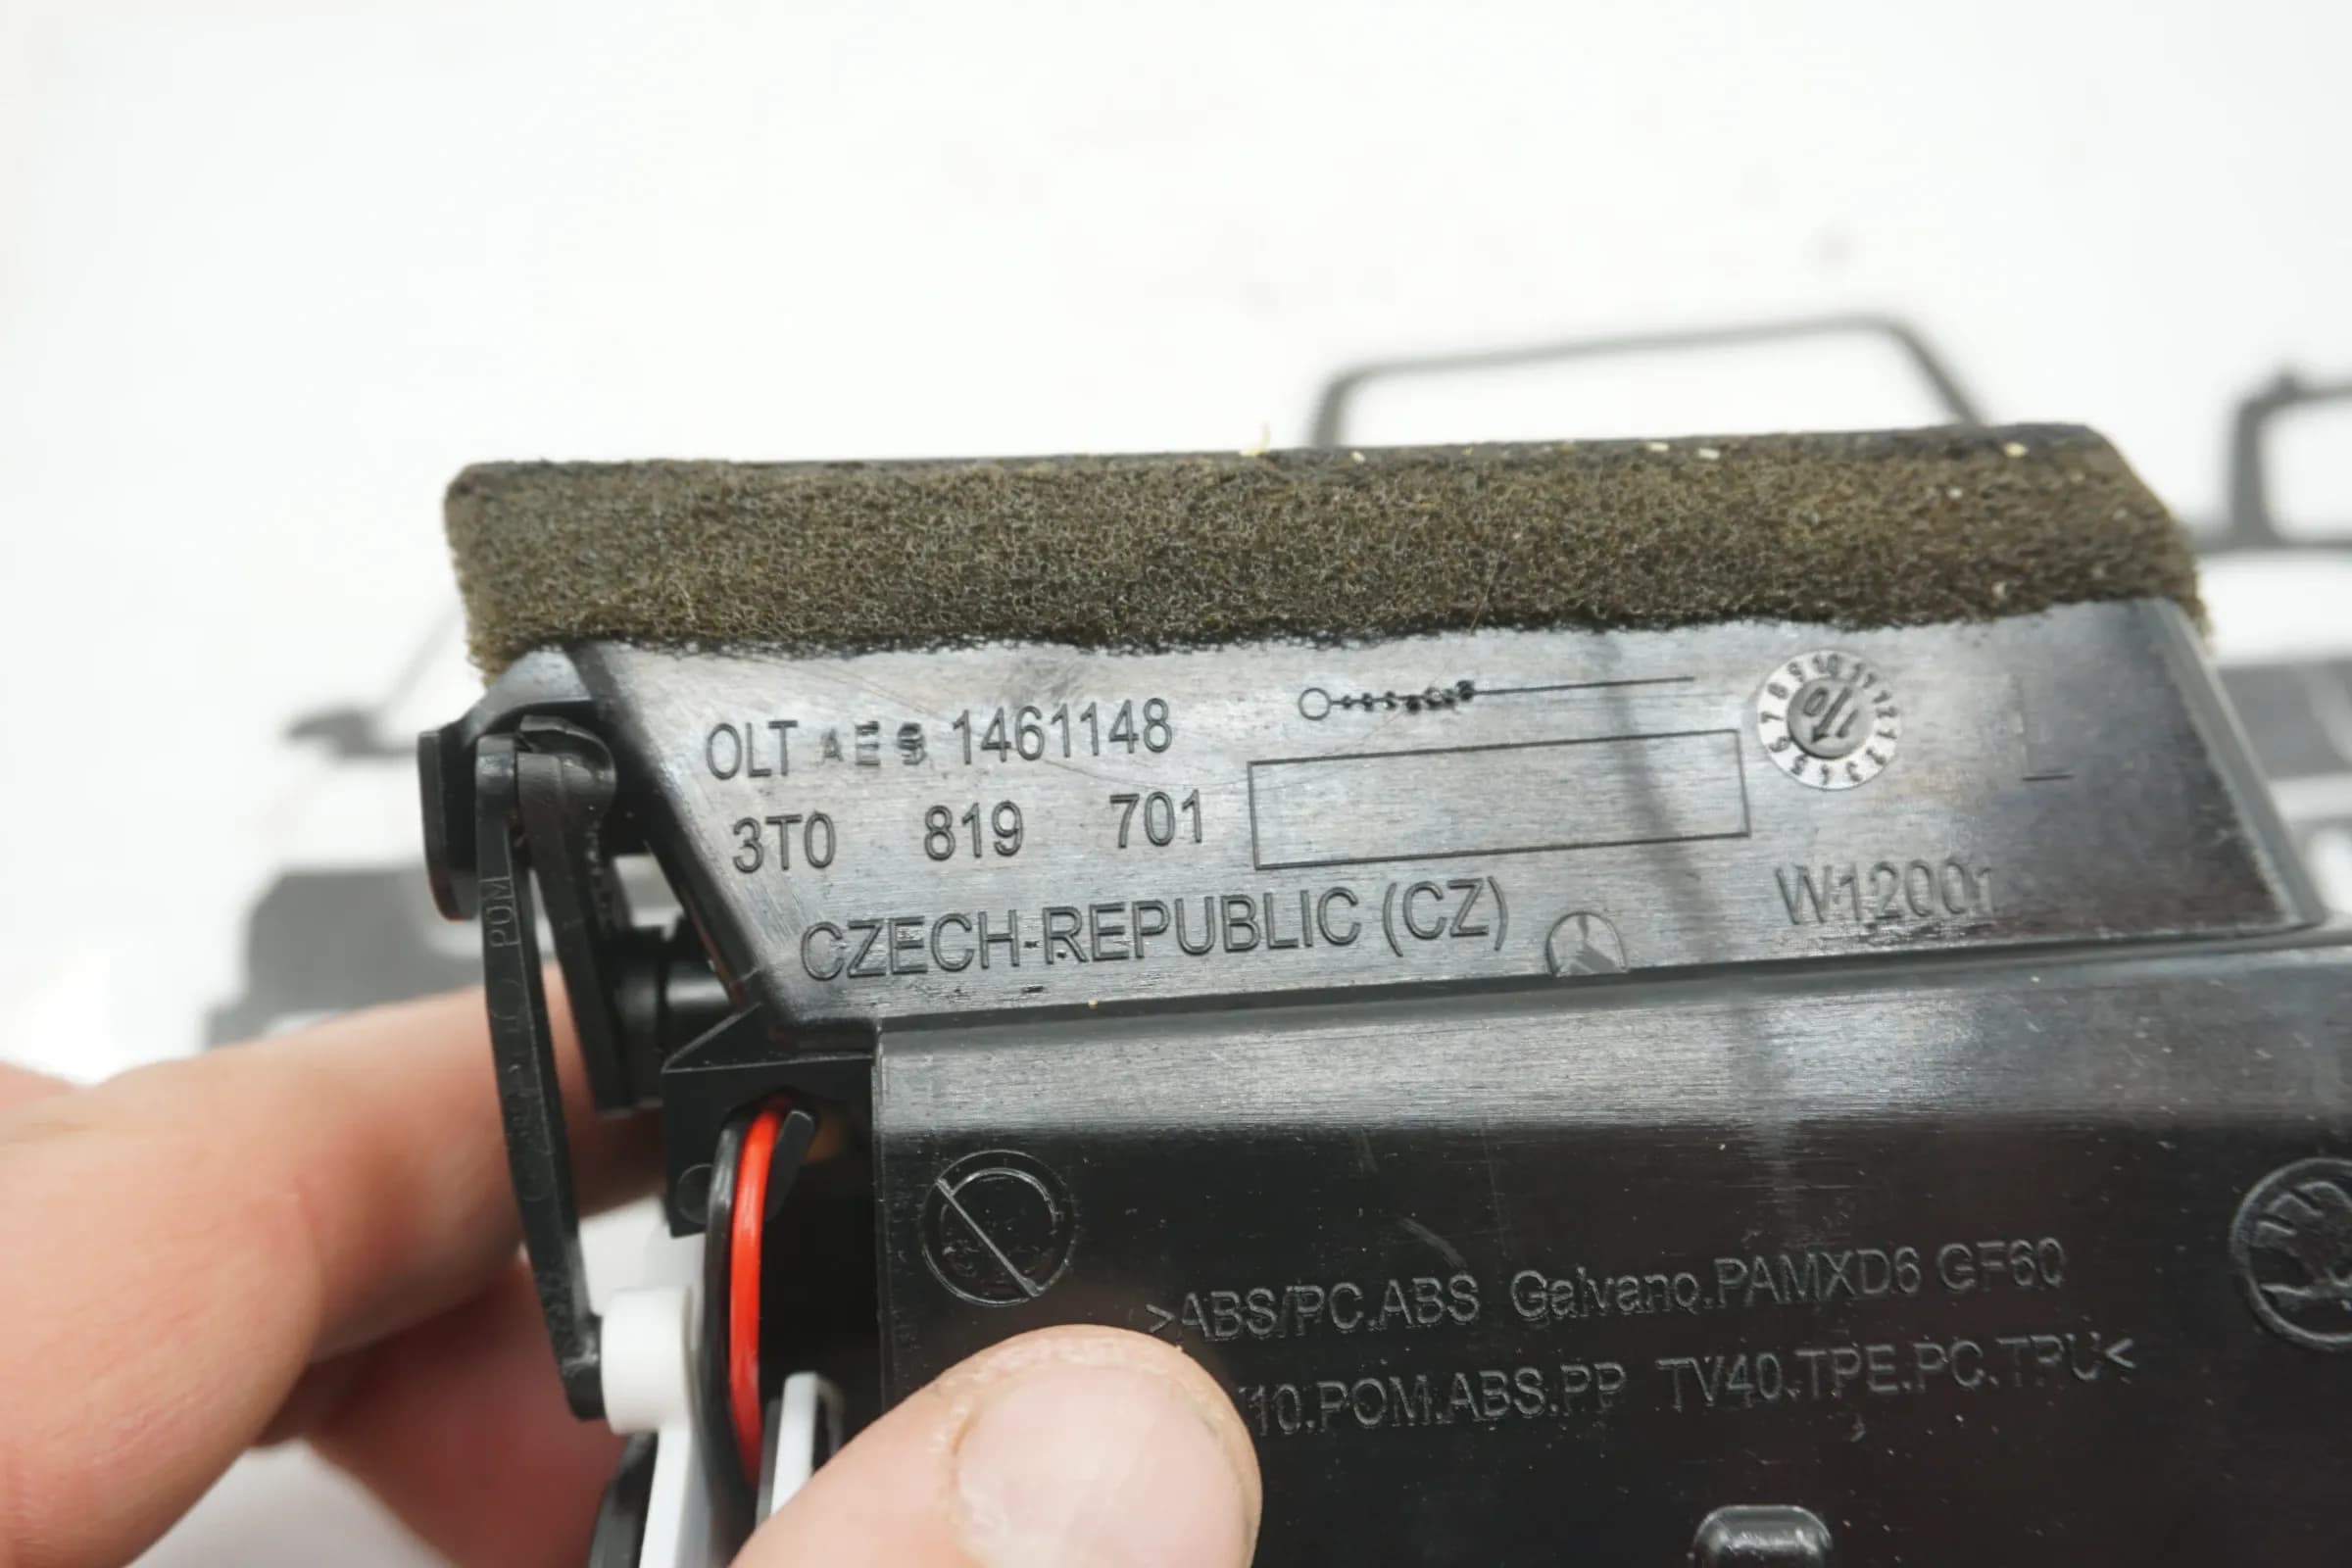 OLT AES 1461148
3T0 819 701
CZECH-REPUBLIC (CZ)
W12001
L
POM
>ABS/PC.ABS Galvano.PAMXD6 GF60
10.POM.ABS.PP TV40.TPE.PC.TPU<